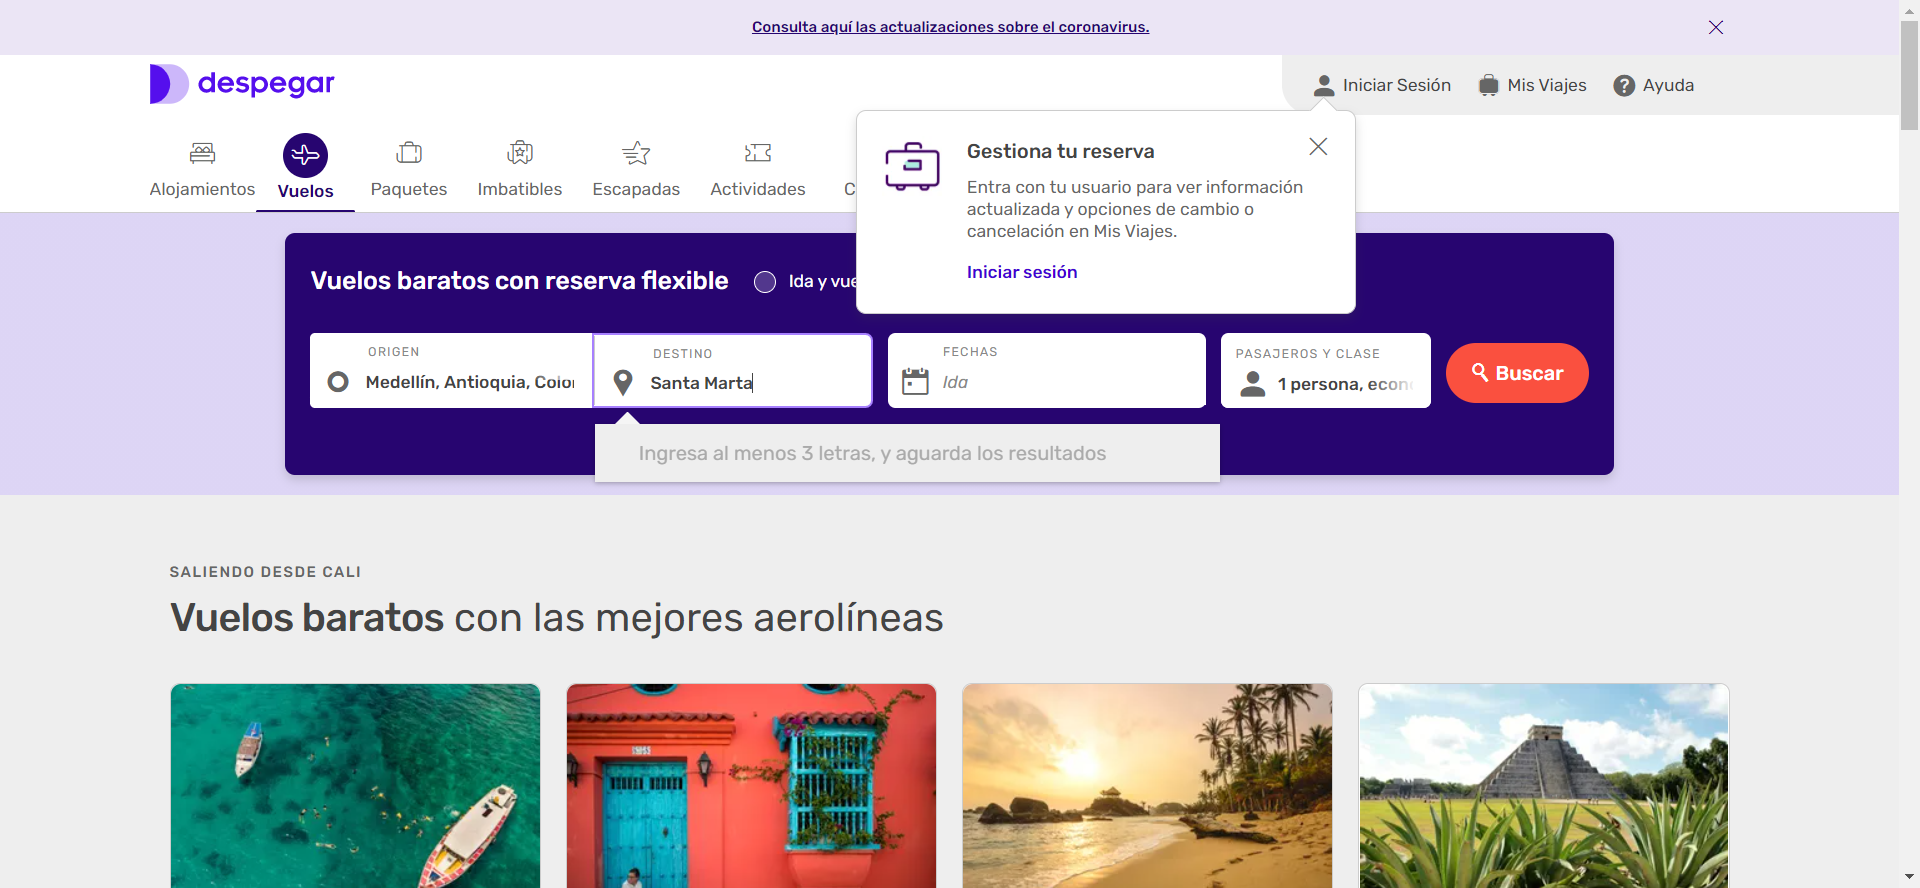 Consulta aquí las actualizaciones sobre el coronavirus.
despegar
Iniciar Sesión
Mis Viajes
Ayuda
Alojamientos
Vuelos
Paquetes
Imbatibles
Escapadas
Actividades
C
Gestiona tu reserva
Entra con tu usuario para ver información
actualizada y opciones de cambio o
cancelación en Mis Viajes.
Iniciar sesión
Vuelos baratos con reserva flexible
Ida y vue
ORIGEN
Medellín, Antioquia, Color
DESTINO
Santa Marta
FECHAS
Ida
PASAJEROS Y CLASE
1 persona, econ
Buscar
Ingresa al menos 3 letras, y aguarda los resultados
SALIENDO DESDE CALI
Vuelos baratos con las mejores aerolíneas